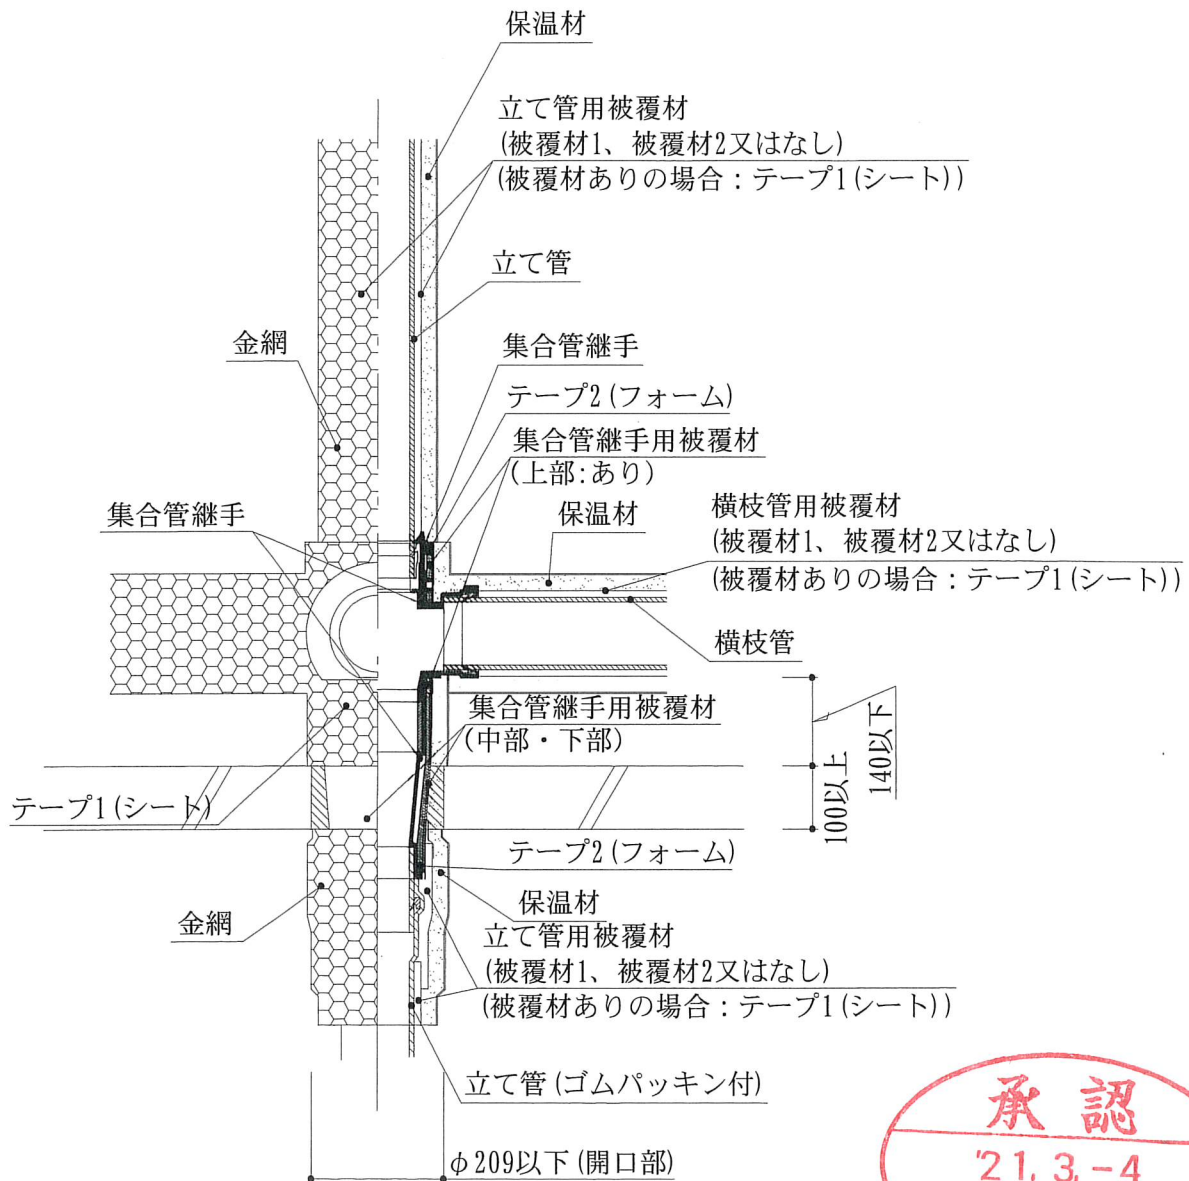 保温材
立て管用被覆材
(被覆材1、被覆材2又はなし)
(被覆材ありの場合：テープ1(シート))
立て管
金網
集合管継手
テープ2(フォーム)
集合管継手用被覆材
(上部:あり)
集合管継手
保温材
横枝管用被覆材
(被覆材1、被覆材2又はなし)
(被覆材ありの場合：テープ1(シート))
横枝管
集合管継手用被覆材
(中部・下部)
100以上
140以下
テープ1(シート)
テープ2(フォーム)
金網
保温材
立て管用被覆材
(被覆材1、被覆材2又はなし)
(被覆材ありの場合：テープ1(シート))
立て管(ゴムパッキン付)
φ209以下(開口部)
承認
'21.3.-4